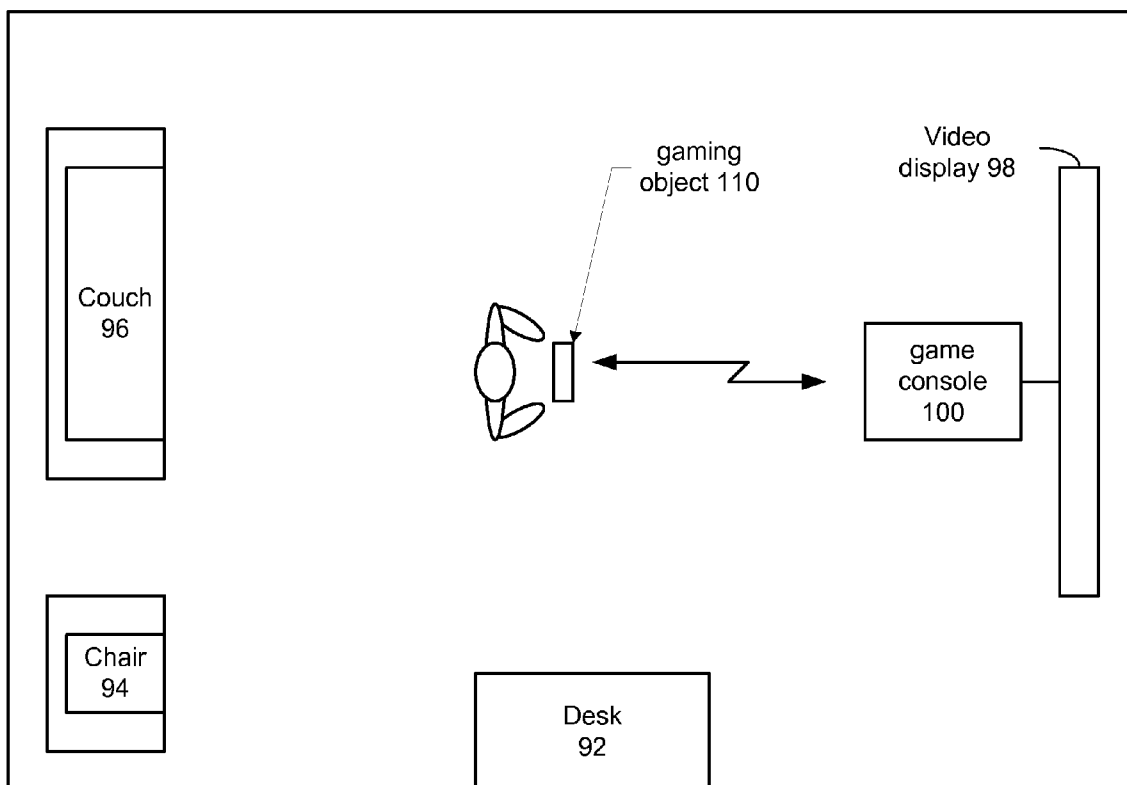 Video
display 98
gaming
object 110
Couch
96
game
console
100
Chair
94
Desk
92